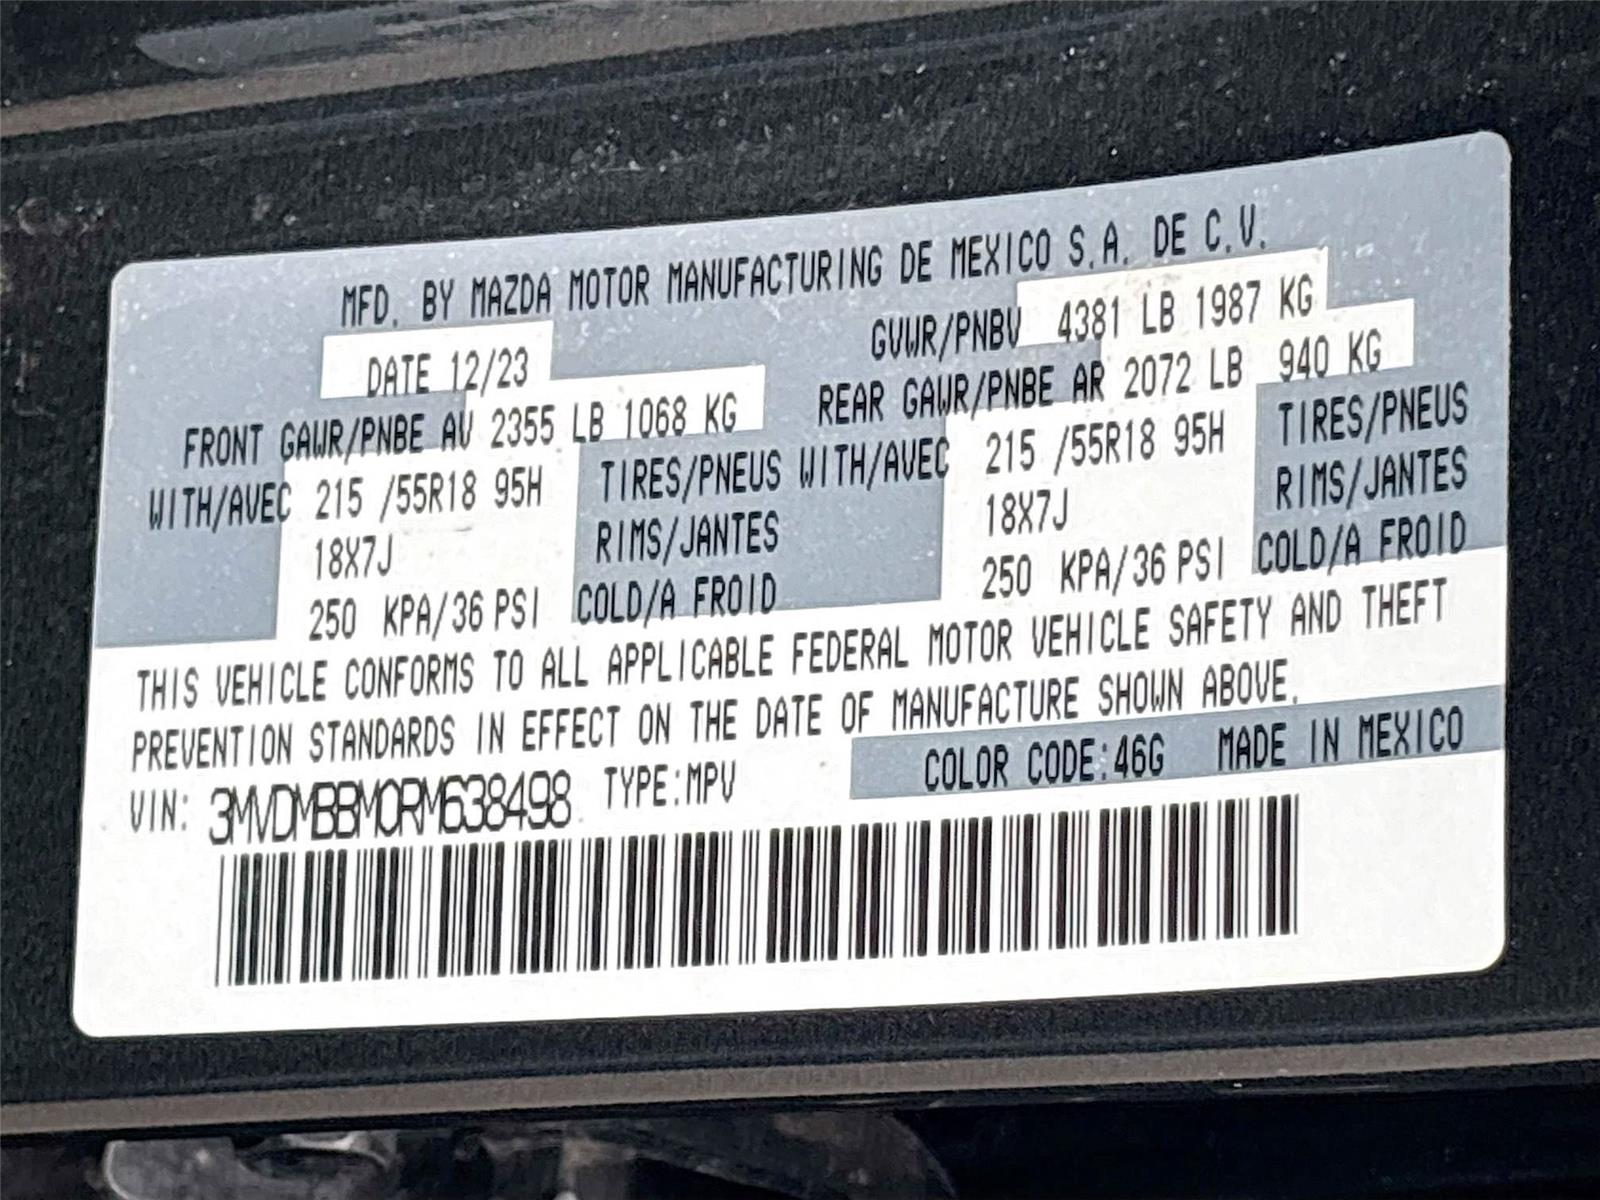 MFD. BY MAZDA MOTOR MANUFACTURING DE MEXICO S.A. DE C.V.
DATE 12/23 GVWR/PNBV 4381 LB 1987 KG
FRONT GAWR/PNBE AV 2355 LB 1068 KG REAR GAWR/PNBE AR 2072 LB 940 KG
WITH/AVEC 215 /55R18 95H TIRES/PNEUS WITH/AVEC 215 /55R18 95H TIRES/PNEUS
18X7J RIMS/JANTES 18X7J RIMS/JANTES
250 KPA/36 PSI COLD/A FROID 250 KPA/36 PSI COLD/A FROID
THIS VEHICLE CONFORMS TO ALL APPLICABLE FEDERAL MOTOR VEHICLE SAFETY AND THEFT
PREVENTION STANDARDS IN EFFECT ON THE DATE OF MANUFACTURE SHOWN ABOVE.
VIN: 3MVDMBBM0RM638498 TYPE:MPV COLOR CODE:46G MADE IN MEXICO